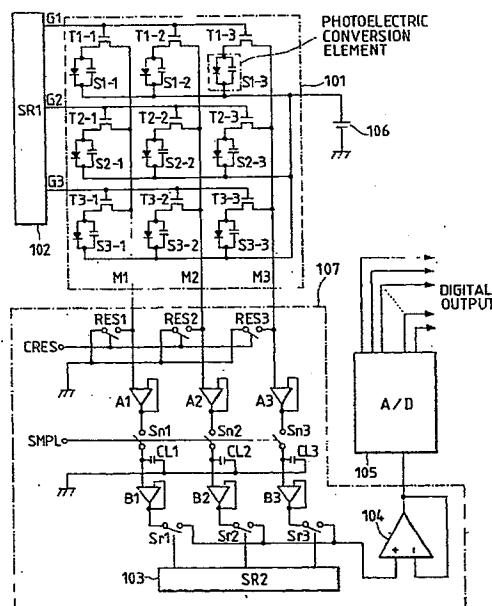 G1
T1-1 T1-2 T1-3
PHOTOELECTRIC
CONVERSION
ELEMENT
S1-1 S1-2 S1-3
101
SR1
G2
T2-1 T2-2 T2-3
106
S2-1 S2-2 S2-3
G3
T3-1 T3-2 T3-3
102
S3-1 S3-2 S3-3
M1 M2 M3
107
DIGITAL
OUTPUT
RES1 RES2 RES3
CRES
A1 A2 A3
A/D
Sn1 Sn2 Sn3
SMPL
105
CL1 CL2 CL3
B1 B2 B3
104
Sr1 Sr2 Sr3
+ -
103
SR2